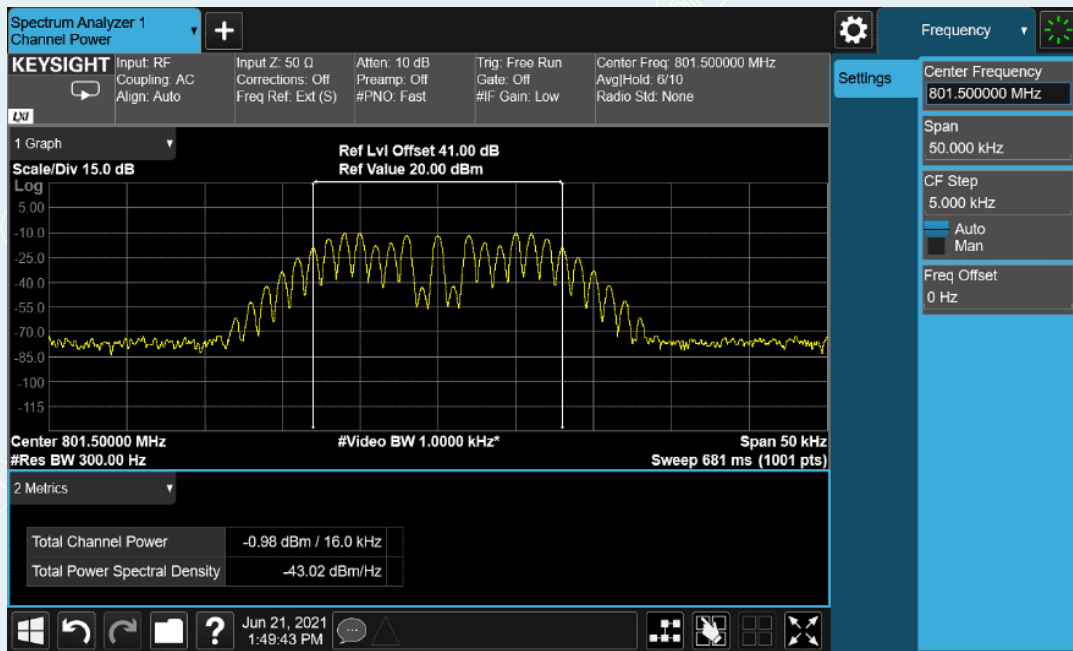 Spectrum Analyzer 1
Channel Power
+
Frequency
KEYSIGHT
LXI
Input: RF
Coupling: AC
Align: Auto
Input Z: 50 Ω
Corrections: Off
Freq Ref: Ext (S)
Atten: 10 dB
Preamp: Off
#PNO: Fast
Trig: Free Run
Gate: Off
#IF Gain: Low
Center Freq: 801.500000 MHz
Avg|Hold: 6/10
Radio Std: None
Settings
Center Frequency
801.500000 MHz
Span
50.000 kHz
CF Step
5.000 kHz
Auto
Man
Freq Offset
0 Hz
1 Graph
Scale/Div 15.0 dB
Ref Lvl Offset 41.00 dB
Ref Value 20.00 dBm
Log
5.00
-10.0
-25.0
-40.0
-55.0
-70.0
-85.0
-100
-115
Center 801.50000 MHz
#Video BW 1.0000 kHz*
Span 50 kHz
#Res BW 300.00 Hz
Sweep 681 ms (1001 pts)
2 Metrics
Total Channel Power -0.98 dBm / 16.0 kHz
Total Power Spectral Density -43.02 dBm/Hz
?
Jun 21, 2021
1:49:43 PM